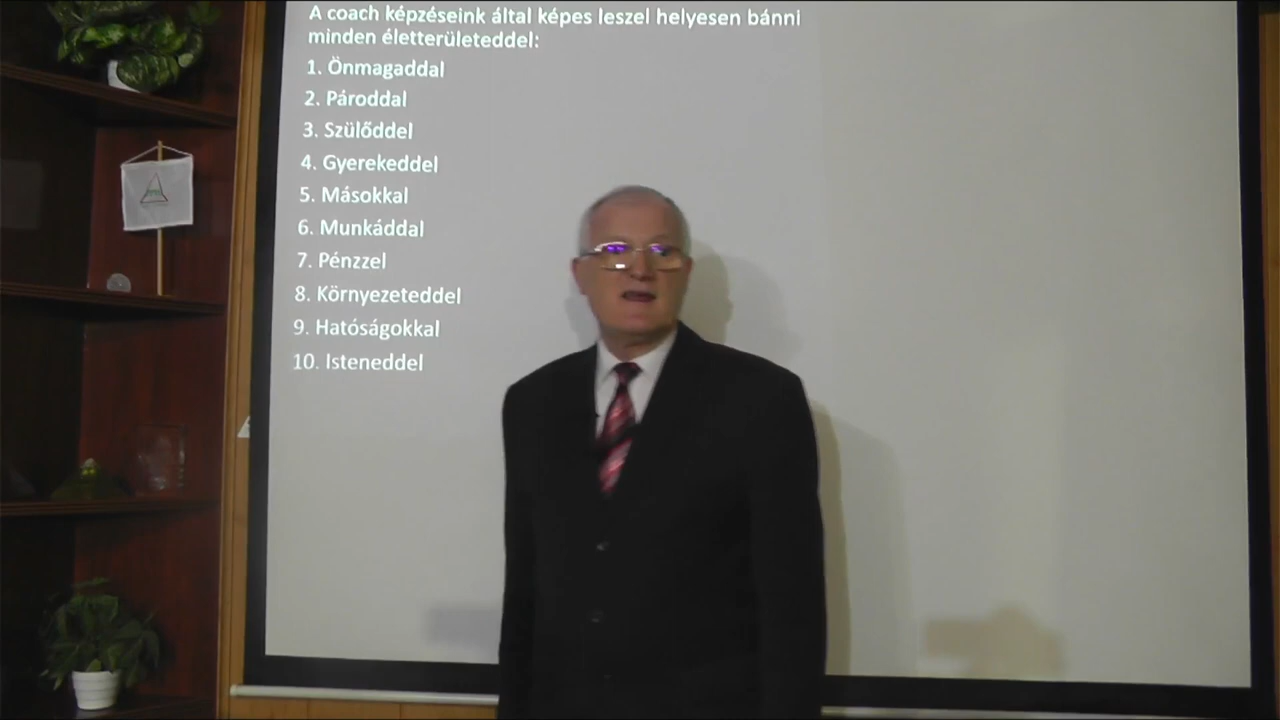 A coach képzéseink által képes leszel helyesen bánni
minden életterületeddel:
1. Önmagaddal
2. Pároddal
3. Szülőddel
4. Gyerekeddel
5. Másokkal
6. Munkáddal
7. Pénzzel
8. Környezeteddel
9. Hatóságokkal
10. Isteneddel